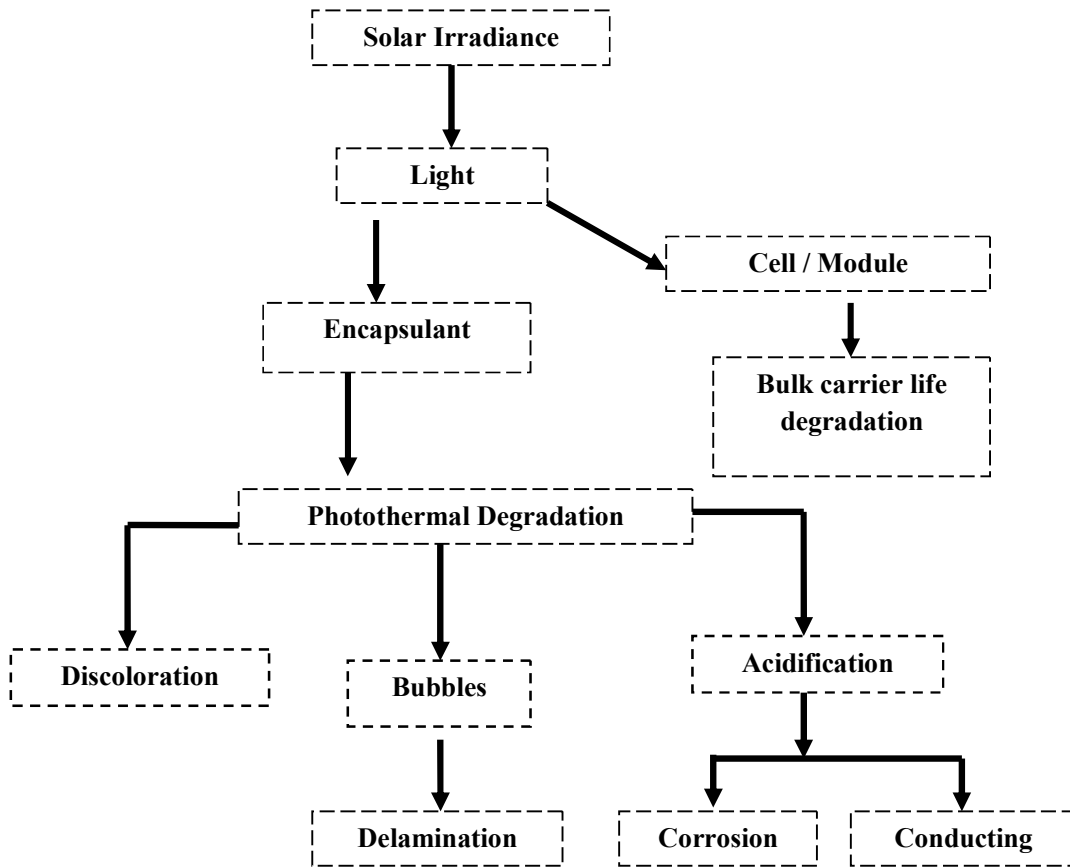 Solar Irradiance
Light
Cell / Module
Encapsulant
Bulk carrier life
degradation
Photothermal Degradation
Discoloration
Bubbles
Acidification
Delamination
Corrosion
Conducting